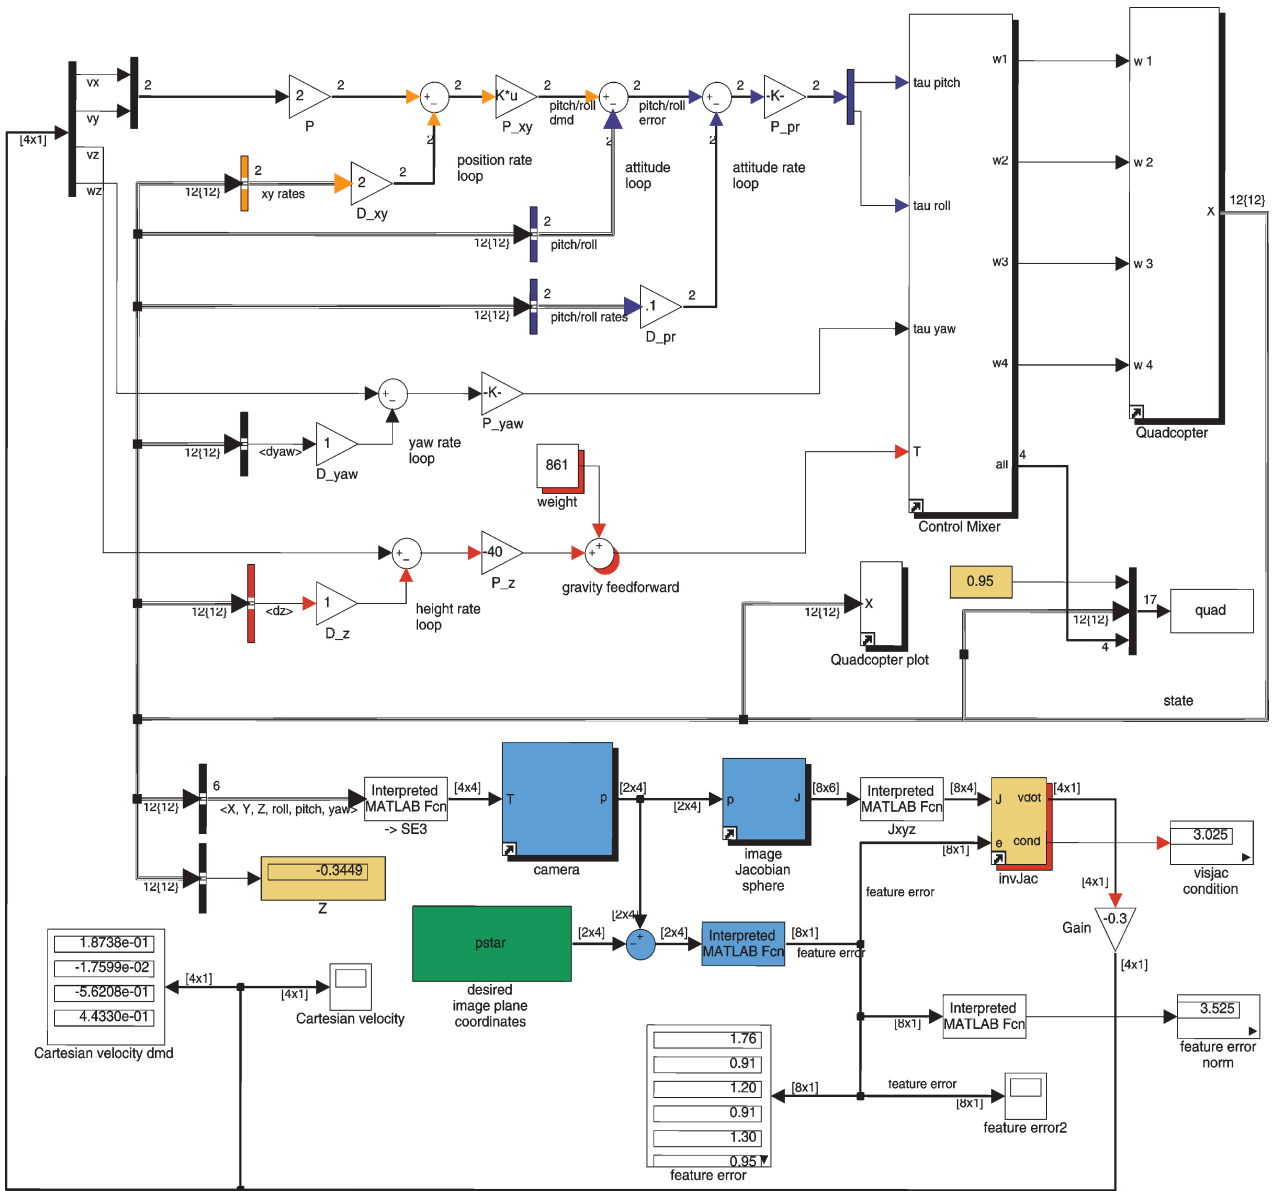 vx
vy
vz
wz
[4x1]
2
2
P
2
2
K*u
P_xy
2
pitch/roll
dmd
2
pitch/roll
error
2
-K-
P_pr
2
+
−
+
−
+
−
2
2
2
position rate
loop
attitude
loop
attitude rate
loop
12{12}
2
xy rates
2
D_xy
2
12{12}
2
pitch/roll
12{12}
2
pitch/roll rates
.1
D_pr
2
tau pitch
tau roll
tau yaw
T
w1
w2
w3
w4
all
4
Control Mixer
w 1
w 2
w 3
w 4
X
12{12}
Quadcopter
+
−
-K-
P_yaw
12{12}
<dyaw>
1
D_yaw
yaw rate
loop
861
weight
+
−
-40
P_z
+
+
gravity feedforward
12{12}
<dz>
1
D_z
height rate
loop
12{12}
X
Quadcopter plot
0.95
12{12}
4
17
quad
state
12{12}
6
<X, Y, Z, roll, pitch, yaw>
Interpreted
MATLAB Fcn
-> SE3
[4x4]
T
p
camera
[2x4]
[2x4]
p
J
image
Jacobian
sphere
[8x6]
Interpreted
MATLAB Fcn
Jxyz
[8x4]
J
e
vdot
cond
invJac
[4x1]
[8x1]
3.025
visjac
condition
12{12}
-0.3449
Z
feature error
[4x1]
-0.3
Gain
[4x1]
pstar
desired
image plane
coordinates
[2x4]
[2x4]
−
+
[2x4]
Interpreted
MATLAB Fcn
[8x1]
feature error
1.8738e-01
-1.7599e-02
-5.6208e-01
4.4330e-01
Cartesian velocity dmd
[4x1]
[4x1]
Cartesian velocity
[8x1]
Interpreted
MATLAB Fcn
3.525
feature error
norm
1.76
0.91
1.20
0.91
1.30
0.95
feature error
[8x1]
feature error
[8x1]
feature error2